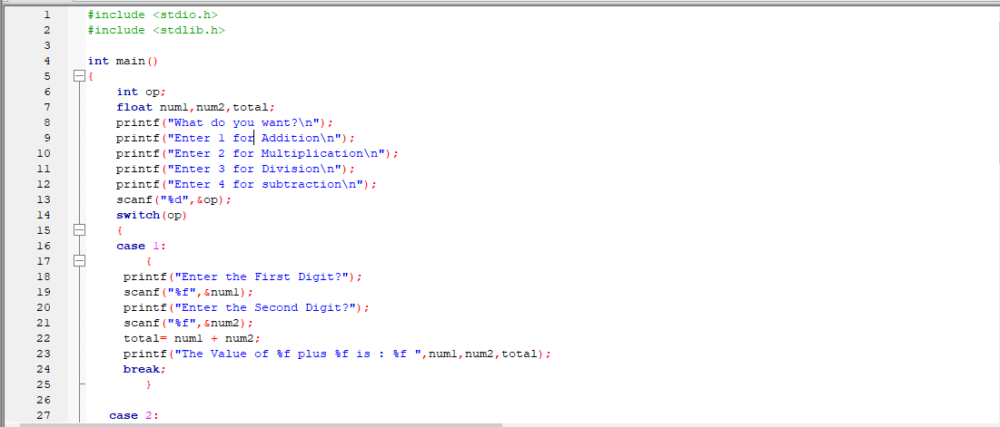 1 #include <stdio.h>
2 #include <stdlib.h>
3
4 int main()
5 {
6 int op;
7 float num1,num2,total;
8 printf("What do you want?\n");
9 printf("Enter 1 for Addition\n");
10 printf("Enter 2 for Multiplication\n");
11 printf("Enter 3 for Division\n");
12 printf("Enter 4 for subtraction\n");
13 scanf("%d",&op);
14 switch(op)
15 {
16 case 1:
17 {
18 printf("Enter the First Digit?");
19 scanf("%f",&num1);
20 printf("Enter the Second Digit?");
21 scanf("%f",&num2);
22 total= num1 + num2;
23 printf("The Value of %f plus %f is : %f ",num1,num2,total);
24 break;
25 }
26
27 case 2: